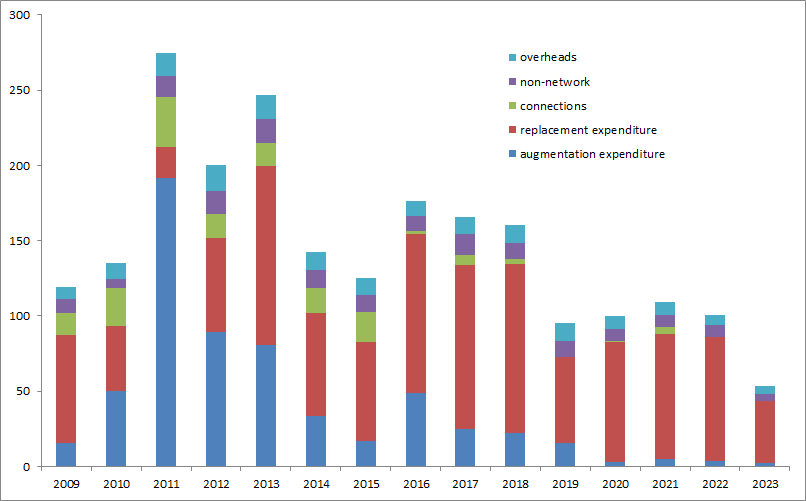 300
250
200
150
100
50
0
overheads
non-network
connections
replacement expenditure
augmentation expenditure
2009 2010 2011 2012 2013 2014 2015 2016 2017 2018 2019 2020 2021 2022 2023